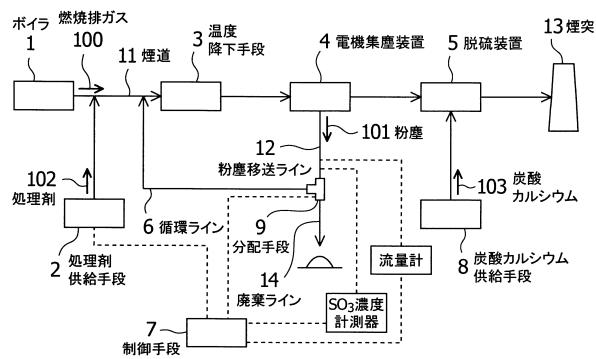 ボイラ
1
燃焼排ガス
100
11 煙道
3 温度
降下手段
4 電機集塵装置
5 脱硫装置
13 煙突
101 粉塵
12
粉塵移送ライン
102
処理剤
103
炭酸
カルシウム
6 循環ライン
9
分配手段
2 処理剤
供給手段
14
廃棄ライン
流量計
8 炭酸カルシウム
供給手段
SO3濃度
計測器
7
制御手段